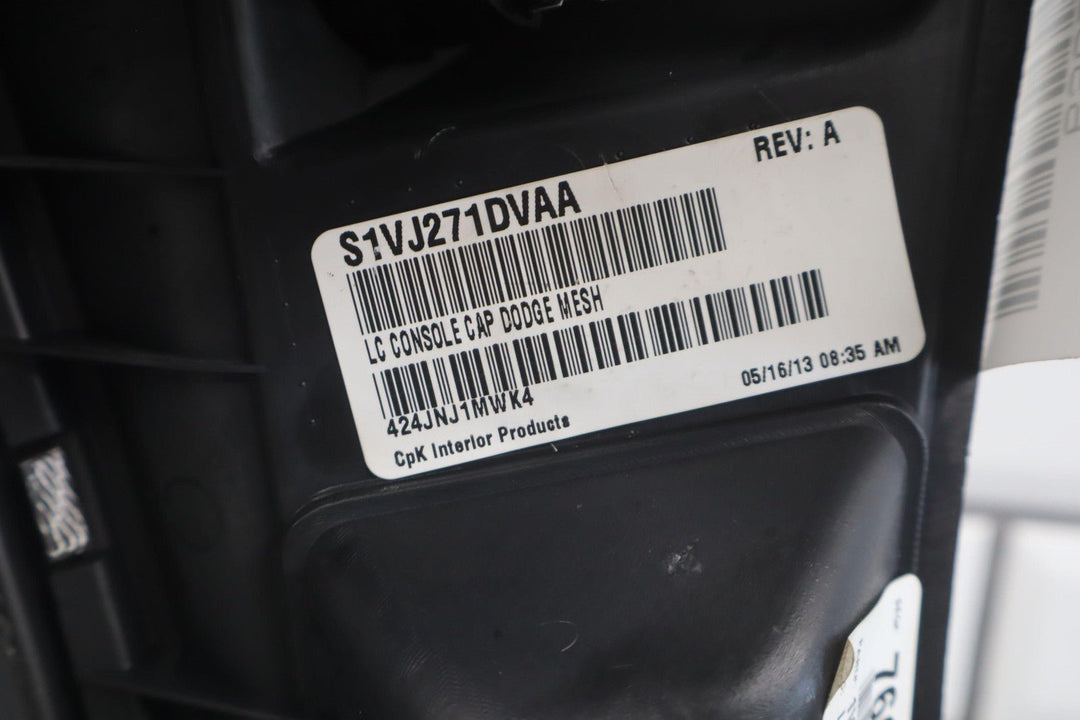 REV: A
S1VJ271DVAA
LC CONSOLE CAP DODGE MESH
424JNJ1MWK4
05/16/13 08:35 AM
CpK Interior Products